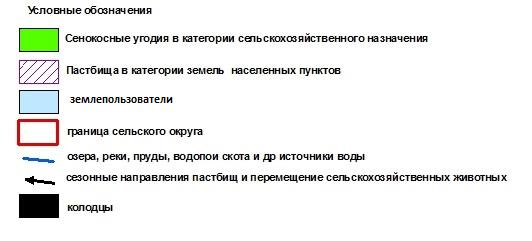 Условные обозначения
Сенокосные угодия в категории сельскохозяйственного назначения
Пастбища в категории земель населенных пунктов
землепользователи
граница сельского округа
озера, реки, пруды, водопои скота и др источники воды
сезонные направления пастбищ и перемещение сельскохозяйственных животных
колодцы